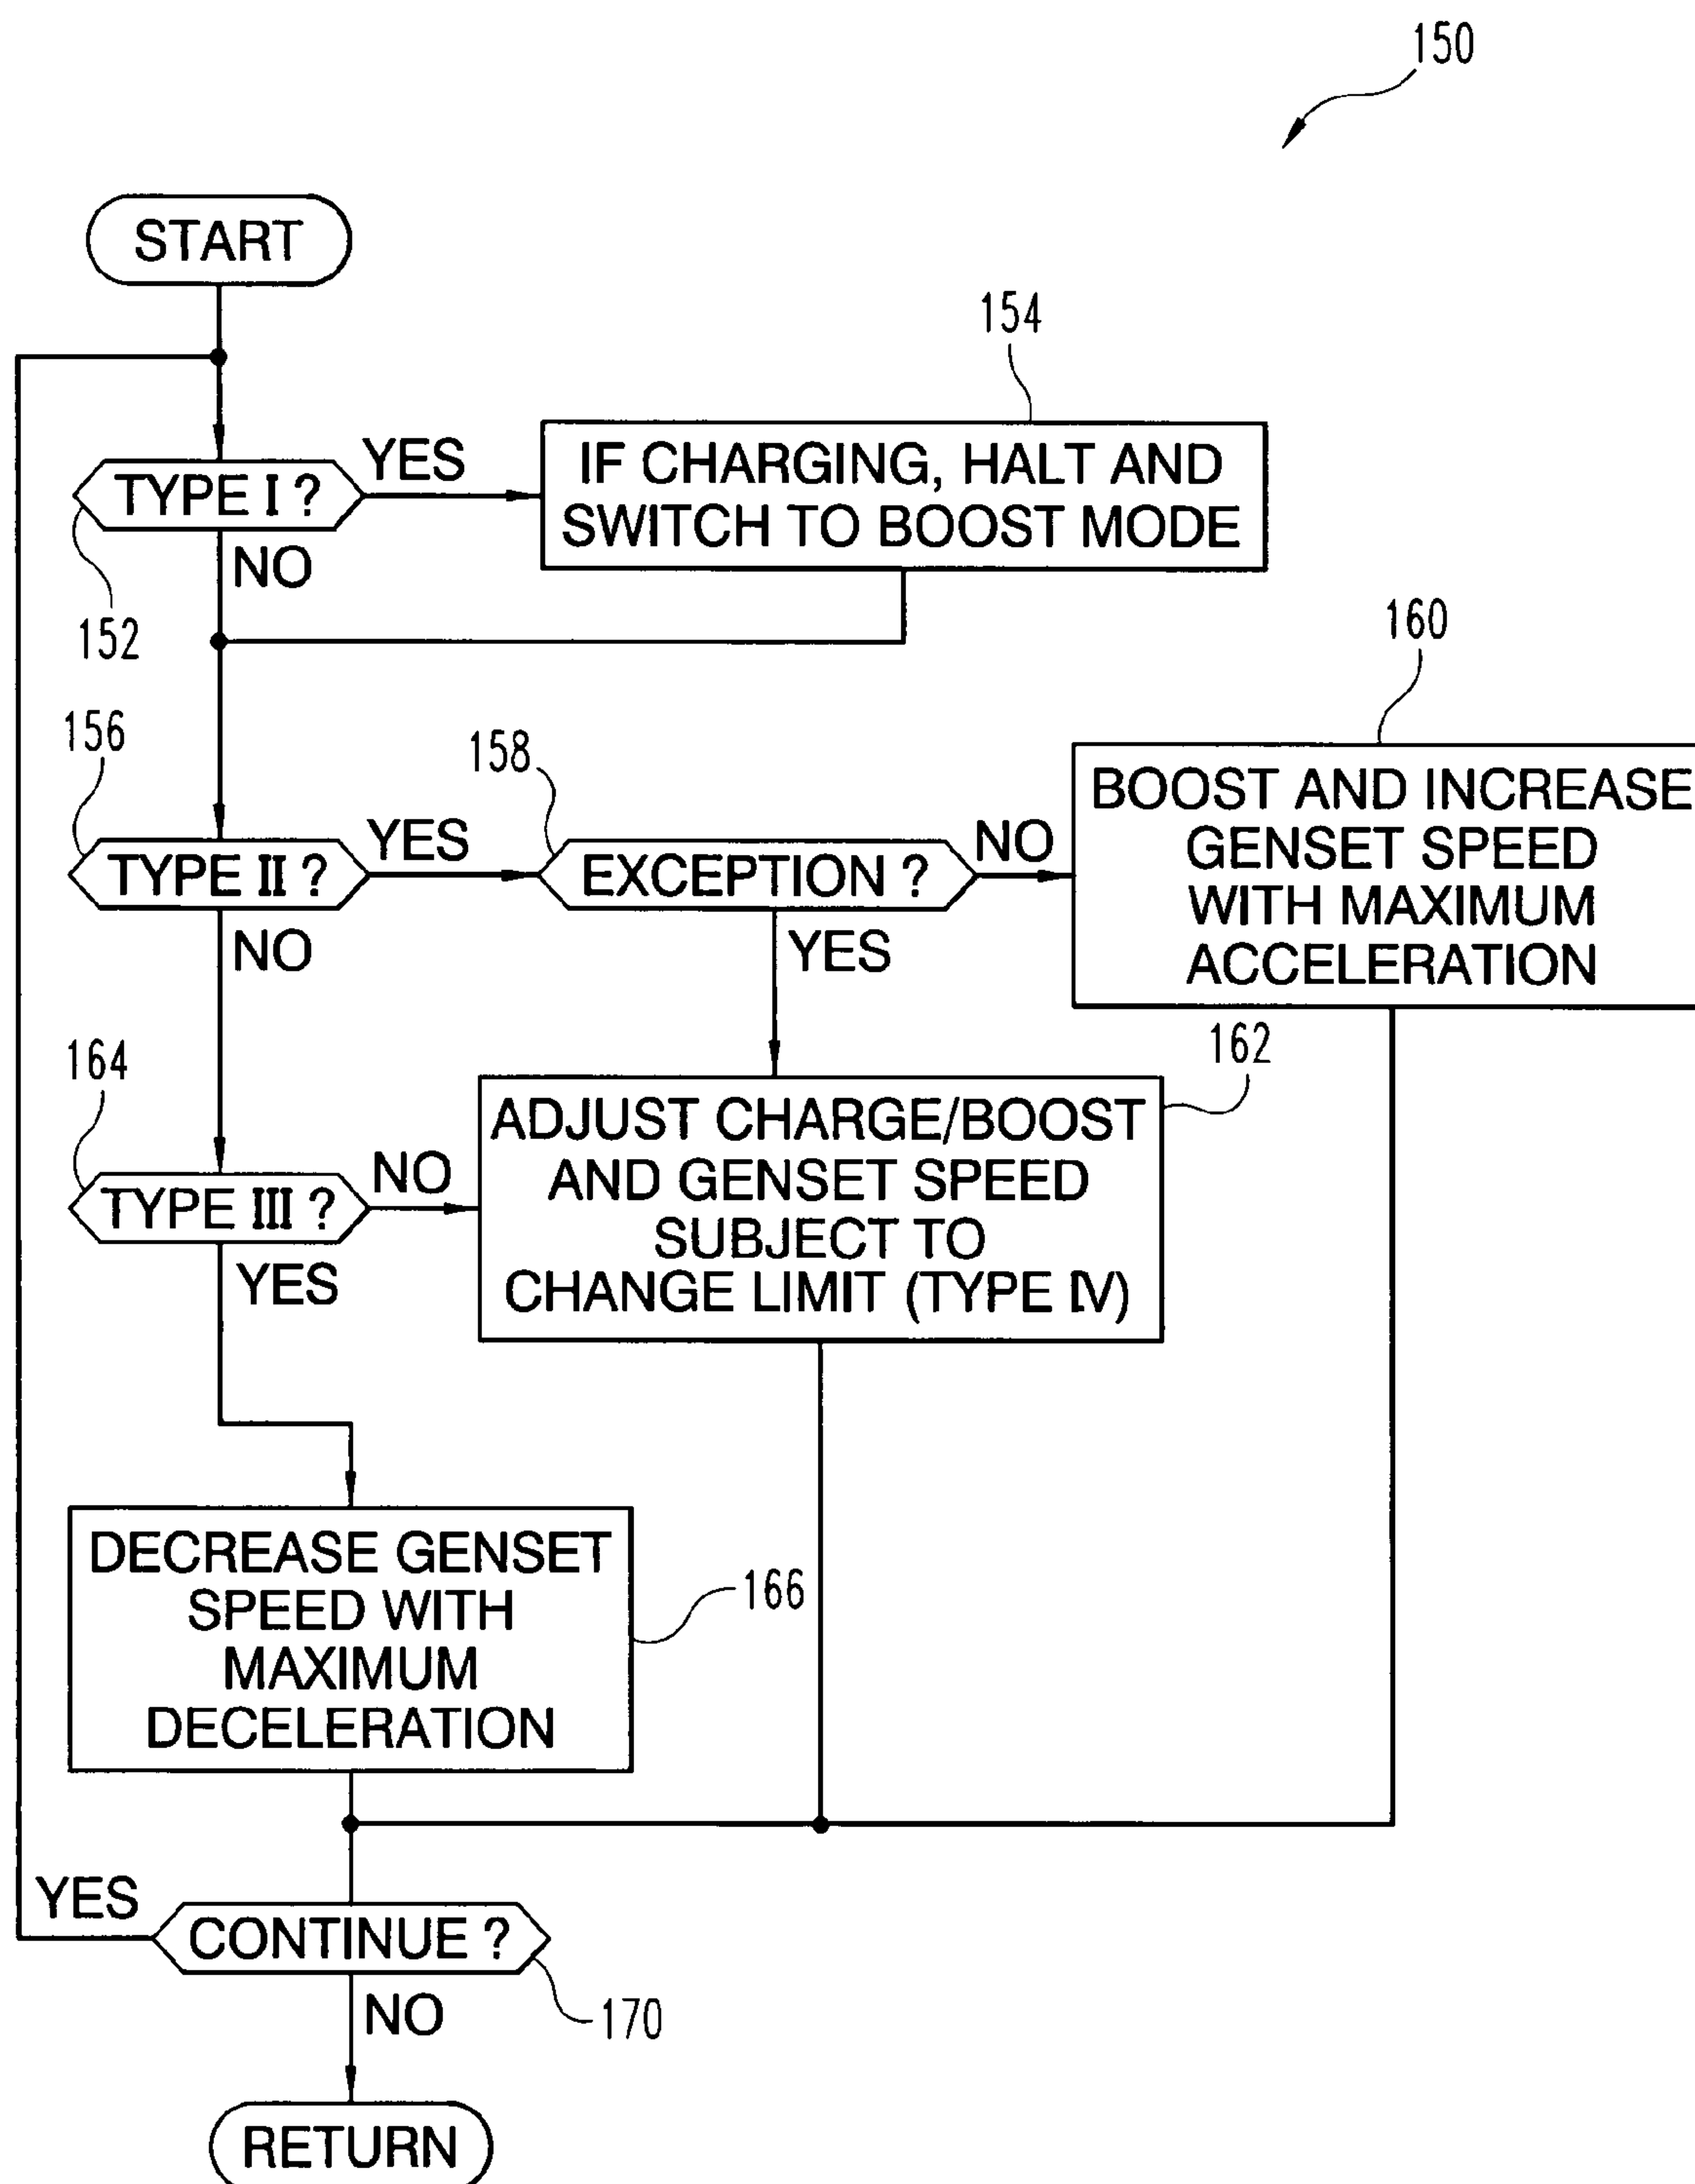 150
START
154
TYPE I ?
YES
IF CHARGING, HALT AND
SWITCH TO BOOST MODE
NO
152
160
156
158
TYPE II ?
YES
EXCEPTION ?
NO
BOOST AND INCREASE
GENSET SPEED
WITH MAXIMUM
ACCELERATION
NO
YES
164
162
TYPE III ?
NO
ADJUST CHARGE/BOOST
AND GENSET SPEED
SUBJECT TO
CHANGE LIMIT (TYPE IV)
YES
DECREASE GENSET
SPEED WITH
MAXIMUM
DECELERATION
166
YES
CONTINUE ?
NO
170
RETURN